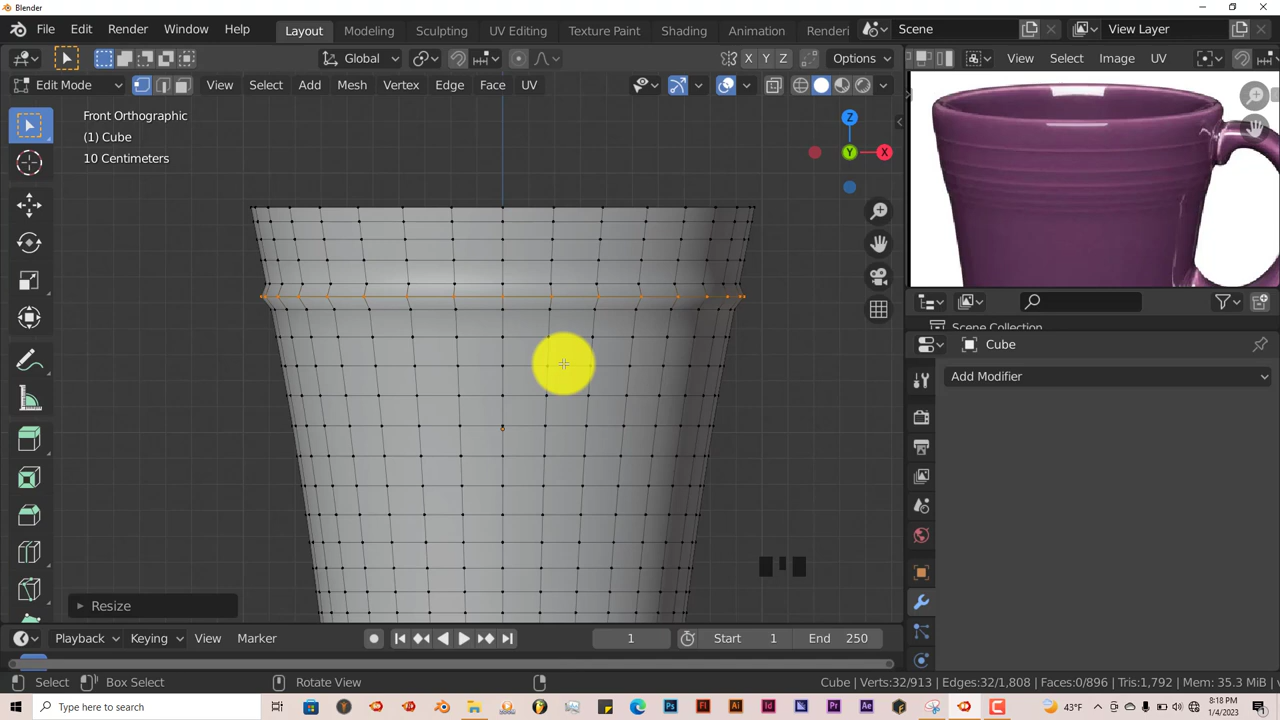 Blender
File Edit Render Window Help Layout Modeling Sculpting UV Editing Texture Paint Shading Animation Renderi Scene View Layer
Global X Y Z Options
View Select Image UV
Edit Mode View Select Add Mesh Vertex Edge Face UV
Front Orthographic
(1) Cube
10 Centimeters
Z
X
Y
Scene Collection
Cube
Add Modifier
Resize
Playback Keying View Marker 1 Start 1 End 250
Select Box Select Rotate View Cube | Verts:32/913 | Edges:32/1,808 | Faces:0/896 | Tris:1,792 | Mem: 35.3 MiB
Type here to search 43°F 8:18 PM
1/4/2023